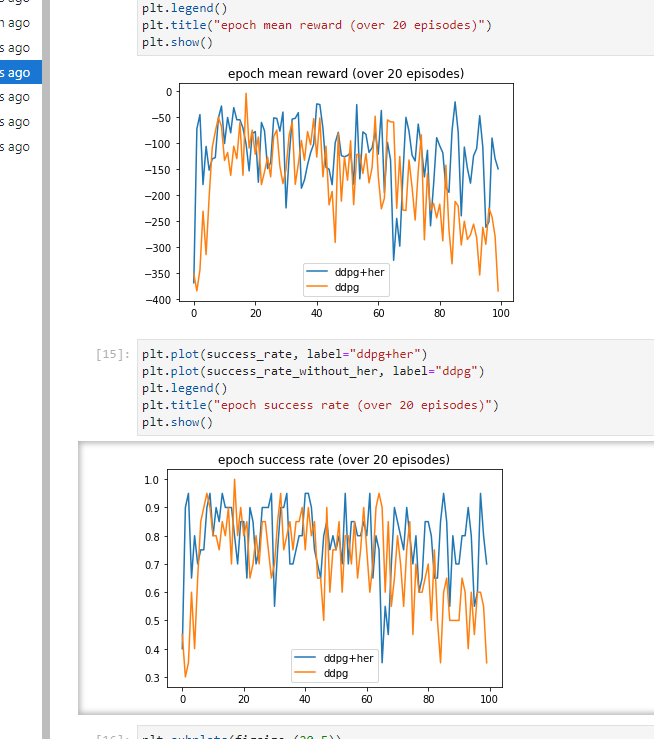 s ago
s ago
s ago
s ago
s ago
s ago
plt.legend()
plt.title("epoch mean reward (over 20 episodes)")
plt.show()
epoch mean reward (over 20 episodes)
0
−50
−100
−150
−200
−250
−300
−350
−400
ddpg+her
ddpg
0 20 40 60 80 100
[15]:
plt.plot(success_rate, label="ddpg+her")
plt.plot(success_rate_without_her, label="ddpg")
plt.legend()
plt.title("epoch success rate (over 20 episodes)")
plt.show()
epoch success rate (over 20 episodes)
1.0
0.9
0.8
0.7
0.6
0.5
0.4
0.3
ddpg+her
ddpg
0 20 40 60 80 100